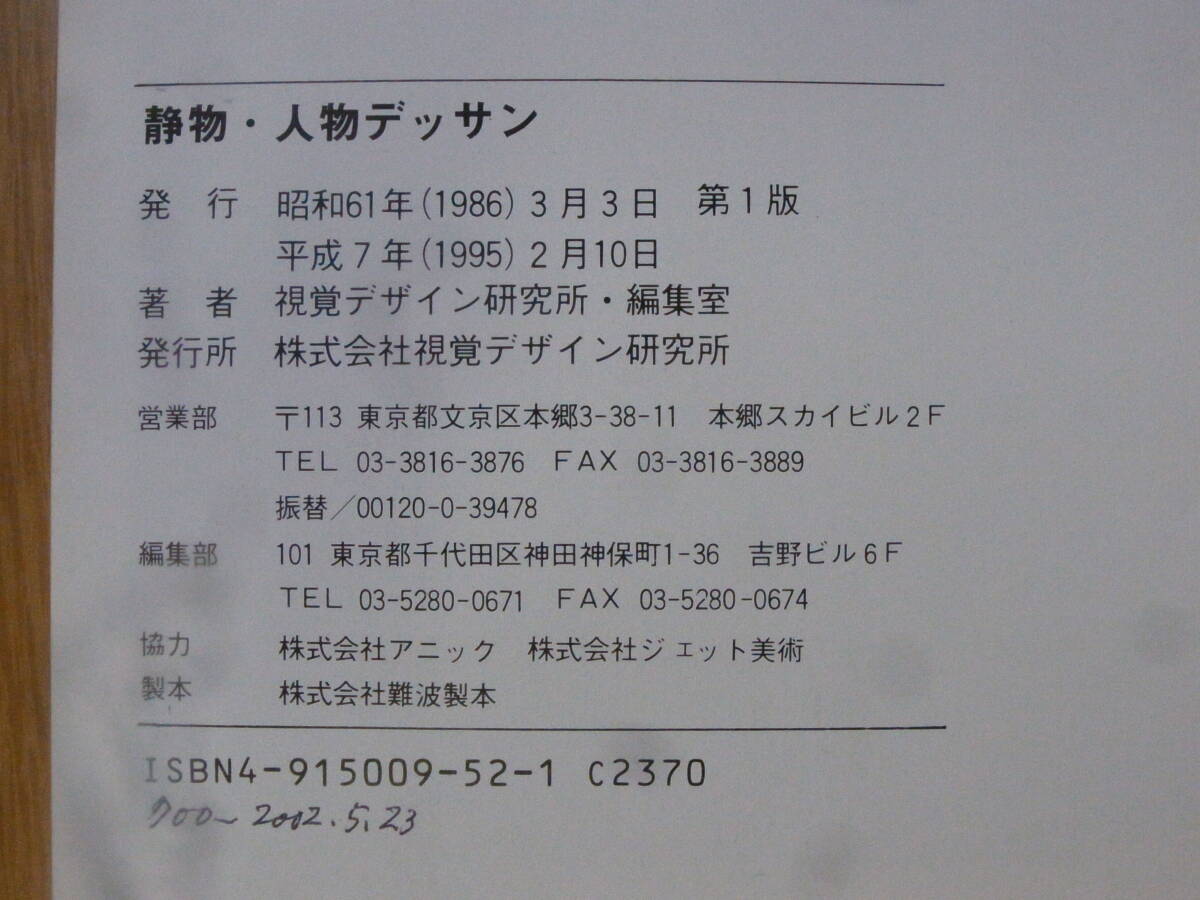 静物・人物デッサン
発 行 昭和61年(1986) 3月3日 第1版
平成7年(1995) 2月10日
著 者 視覚デザイン研究所・編集室
発行所 株式会社視覚デザイン研究所
営業部 〒113 東京都文京区本郷3-38-11 本郷スカイビル2F
TEL 03-3816-3876 FAX 03-3816-3889
振替/00120-0-39478
編集部 101 東京都千代田区神田神保町1-36 吉野ビル6F
TEL 03-5280-0671 FAX 03-5280-0674
協力 株式会社アニック 株式会社ジェット美術
製本 株式会社難波製本
ISBN4-915009-52-1 C2370
700~ 2002.5.23